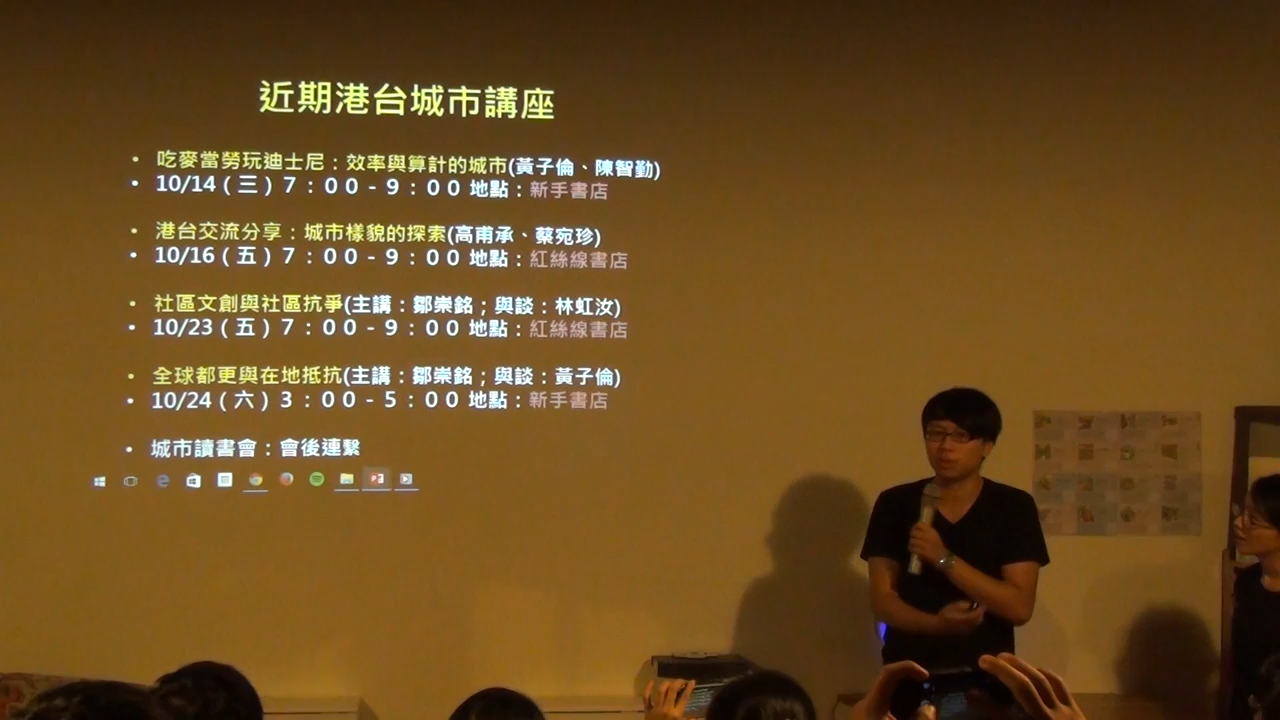 近期港台城市講座
• 吃麥當勞玩迪士尼：效率與算計的城市(黃子倫、陳智勤)
• 10/14（三）7：00-9：00 地點：新手書店
• 港台交流分享：城市樣貌的探索(高甫承、蔡宛珍)
• 10/16（五）7：00-9：00 地點：紅絲線書店
• 社區文創與社區抗爭(主講：鄒崇銘；與談：林虹汝)
• 10/23（五）7：00-9：00 地點：紅絲線書店
• 全球都更與在地抵抗(主講：鄒崇銘；與談：黃子倫)
• 10/24（六）3：00-5：00 地點：新手書店
• 城市讀書會：會後連繫